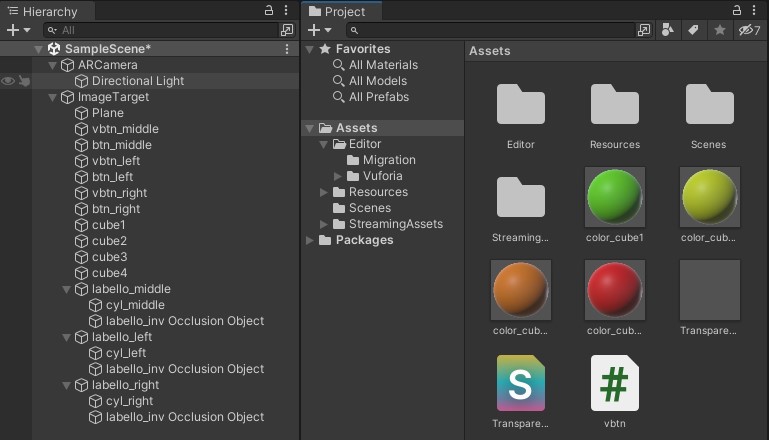 Hierarchy
All
SampleScene*
ARCamera
Directional Light
ImageTarget
Plane
vbtn_middle
btn_middle
vbtn_left
btn_left
vbtn_right
btn_right
cube1
cube2
cube3
cube4
labello_middle
cyl_middle
labello_inv Occlusion Object
labello_left
cyl_left
labello_inv Occlusion Object
labello_right
cyl_right
labello_inv Occlusion Object
Project
7
Favorites
All Materials
All Models
All Prefabs
Assets
Editor
Migration
Vuforia
Resources
Scenes
StreamingAssets
Packages
Assets
Editor
Resources
Scenes
Streaming...
color_cube1
color_cub...
color_cub...
color_cub...
Transpare...
S
Transpare...
#
vbtn